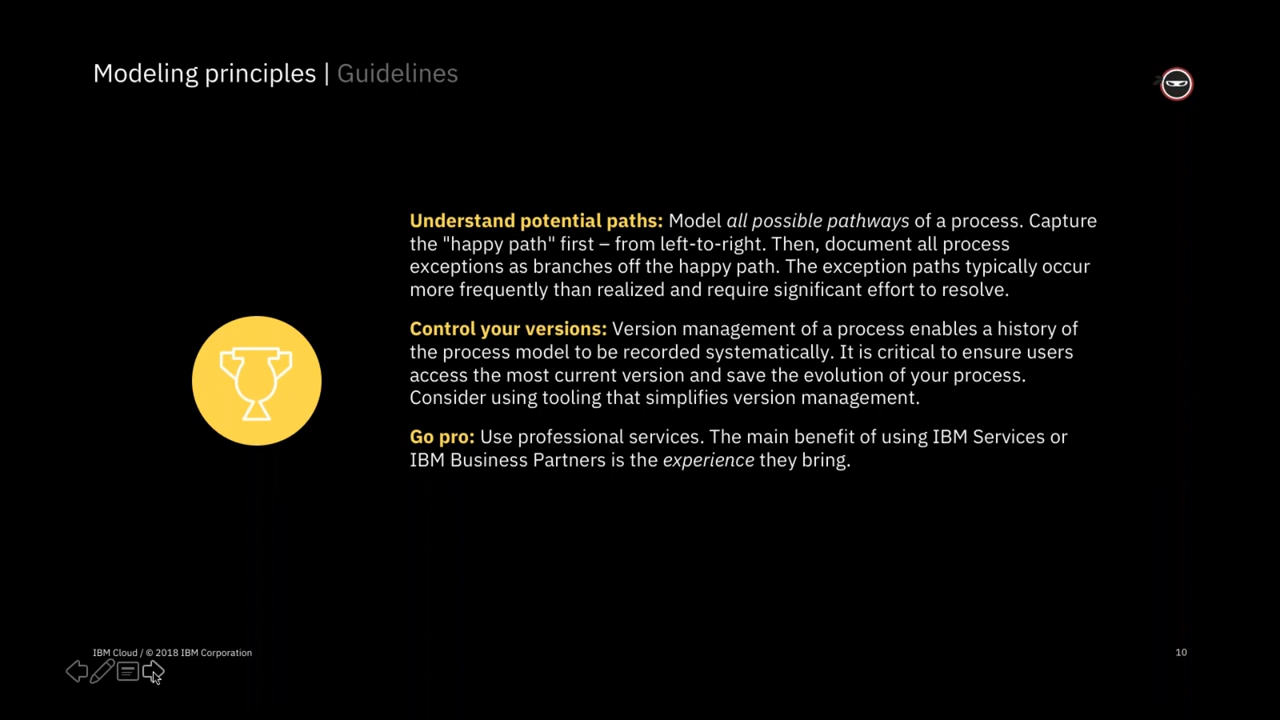 Modeling principles | Guidelines
Understand potential paths: Model all possible pathways of a process. Capture
the "happy path" first – from left-to-right. Then, document all process
exceptions as branches off the happy path. The exception paths typically occur
more frequently than realized and require significant effort to resolve.
Control your versions: Version management of a process enables a history of
the process model to be recorded systematically. It is critical to ensure users
access the most current version and save the evolution of your process.
Consider using tooling that simplifies version management.
Go pro: Use professional services. The main benefit of using IBM Services or
IBM Business Partners is the experience they bring.
IBM Cloud / © 2018 IBM Corporation
10